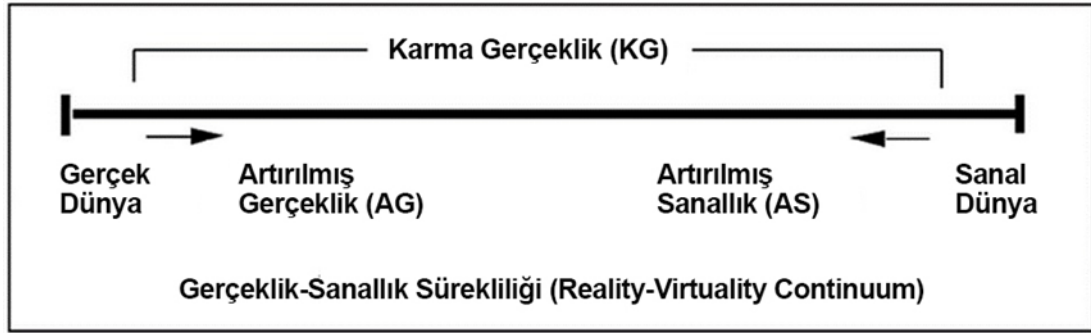 Karma Gerçeklik (KG)
Gerçek Dünya
Artırılmış Gerçeklik (AG)
Artırılmış Sanallık (AS)
Sanal Dünya
Gerçeklik-Sanallık Sürekliliği (Reality-Virtuality Continuum)